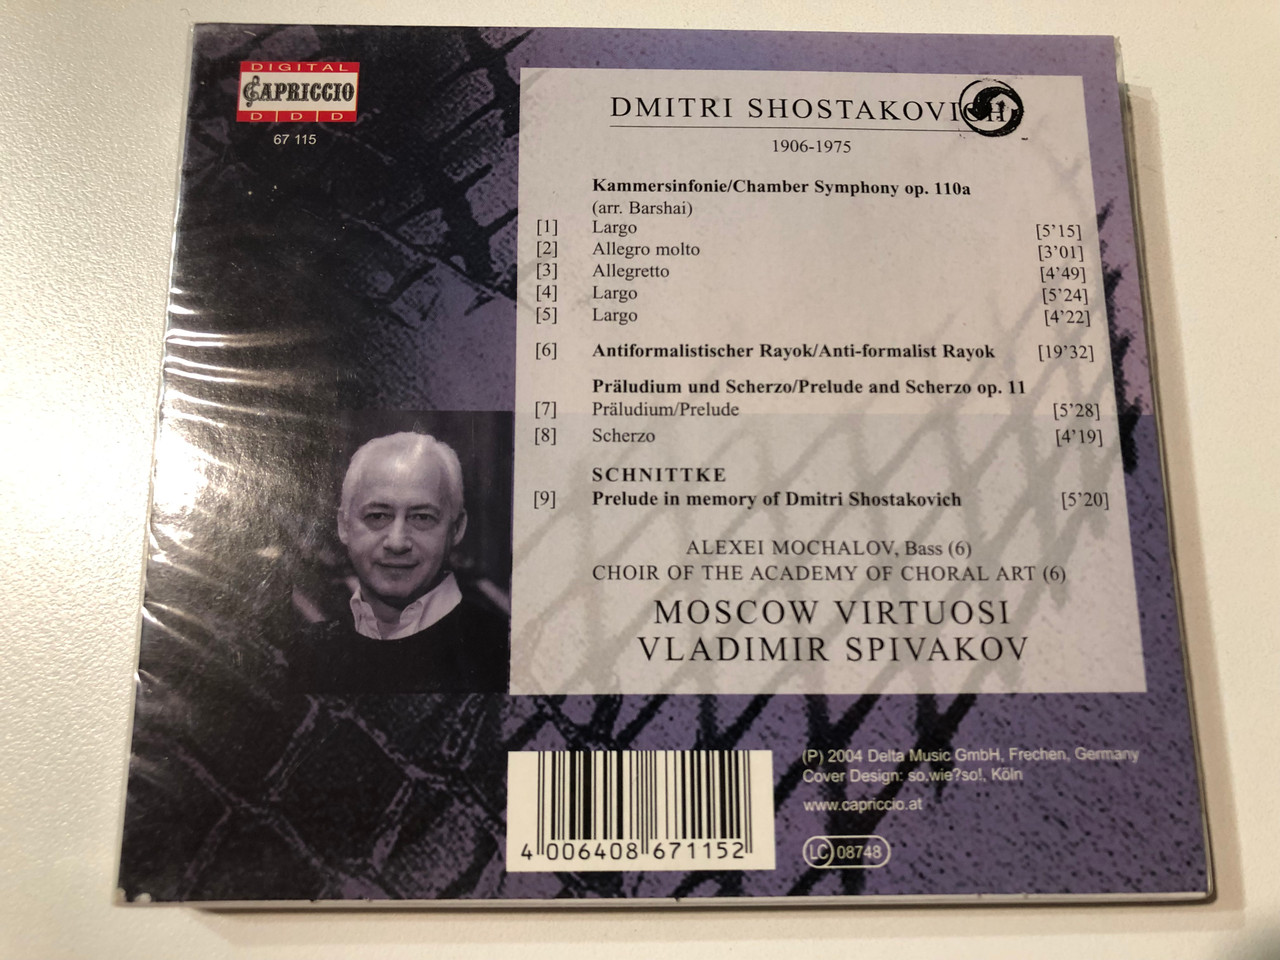 DIGITAL
CAPRICCIO
D|D|D
67 115
DMITRI SHOSTAKOVICH
1906-1975
Kammersinfonie/Chamber Symphony op. 110a
(arr. Barshai)
[1] Largo [5'15]
[2] Allegro molto [3'01]
[3] Allegretto [4'49]
[4] Largo [5'24]
[5] Largo [4'22]
[6] Antiformalistischer Rayok/Anti-formalist Rayok [19'32]
Präludium und Scherzo/Prelude and Scherzo op. 11
[7] Präludium/Prelude [5'28]
[8] Scherzo [4'19]
SCHNITTKE
[9] Prelude in memory of Dmitri Shostakovich [5'20]
ALEXEI MOCHALOV, Bass (6)
CHOIR OF THE ACADEMY OF CHORAL ART (6)
MOSCOW VIRTUOSI
VLADIMIR SPIVAKOV
(P) 2004 Delta Music GmbH, Frechen, Germany
Cover Design: so.wie?so!, Köln
www.capriccio.at
LC 08748
4 006408 671152